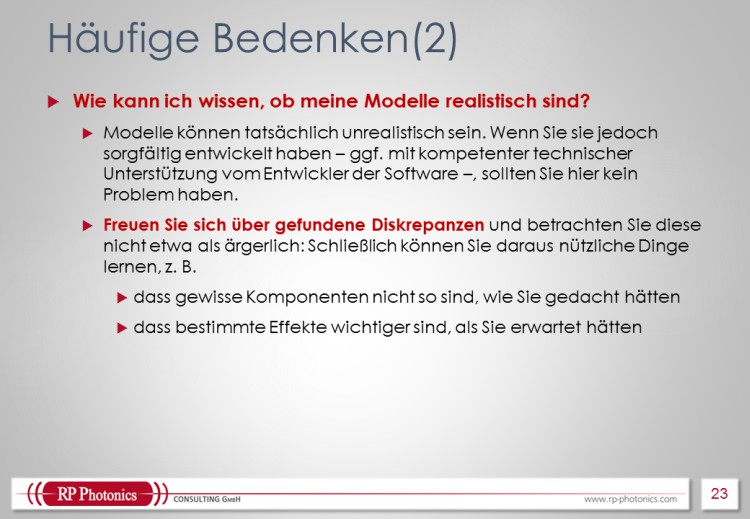 Häufige Bedenken(2)
Wie kann ich wissen, ob meine Modelle realistisch sind?
Modelle können tatsächlich unrealistisch sein. Wenn Sie sie jedoch
sorgfältig entwickelt haben – ggf. mit kompetenter technischer
Unterstützung vom Entwickler der Software –, sollten Sie hier kein
Problem haben.
Freuen Sie sich über gefundene Diskrepanzen und betrachten Sie diese
nicht etwa als ärgerlich: Schließlich können Sie daraus nützliche Dinge
lernen, z. B.
dass gewisse Komponenten nicht so sind, wie Sie gedacht hätten
dass bestimmte Effekte wichtiger sind, als Sie erwartet hätten
RP Photonics CONSULTING GmbH
www.rp-photonics.com
23